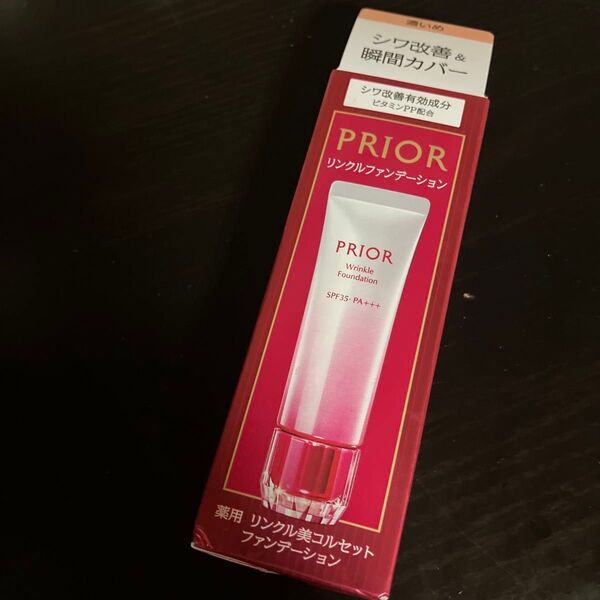 濃いめ
シワ改善&
瞬間カバー
シワ改善有効成分
ビタミンPP配合
PRIOR
リンクルファンデーション
PRIOR
Wrinkle
Foundation
SPF35・PA+++
薬用 リンクル美コルセット
ファンデーション